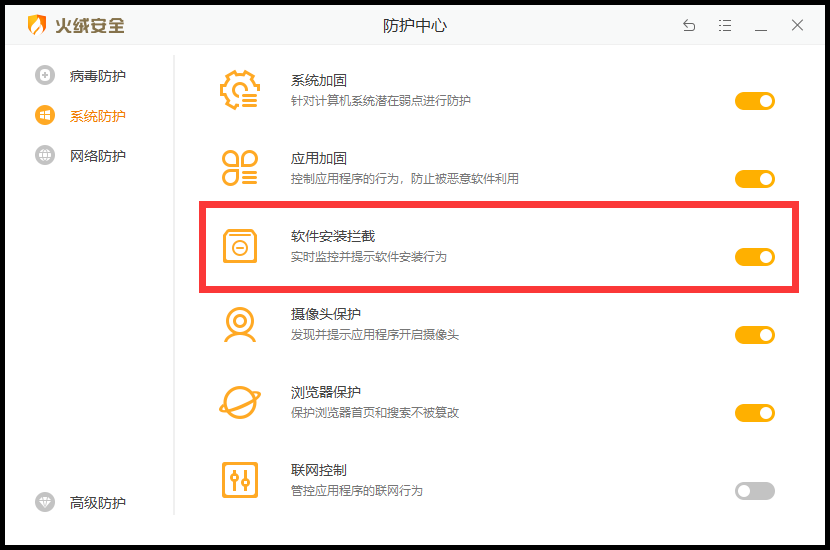 火绒安全
防护中心
病毒防护
系统防护
网络防护
高级防护
系统加固
针对计算机系统潜在弱点进行防护
应用加固
控制应用程序的行为，防止被恶意软件利用
软件安装拦截
实时监控并提示软件安装行为
摄像头保护
发现并提示应用程序开启摄像头
浏览器保护
保护浏览器首页和搜索不被篡改
联网控制
管控应用程序的联网行为